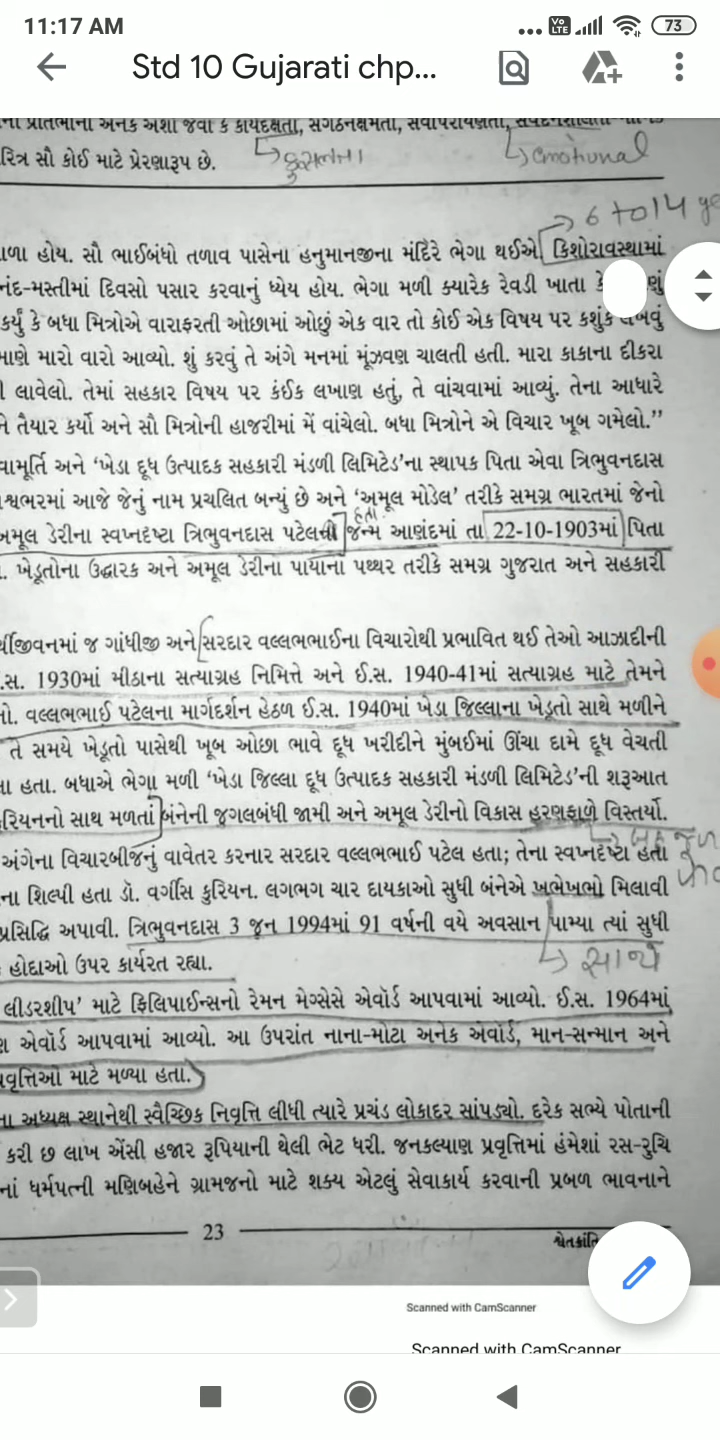 11:17 AM
Vo LTE 73
Std 10 Gujarati chp...
કાર્યદક્ષતા, સંગઠનક્ષમતા, સેવાપરાયણતા,
રિત્ર સૌ કોઈ માટે પ્રેરણારૂપ છે.
emotional
6 to 14
ળા હોય. સૌ ભાઈબંધો તળાવ પાસેના હનુમાનજીના મંદિરે ભેગા થઈએ. કિશોરાવસ્થામાં
નંદ-મસ્તીમાં દિવસો પસાર કરવાનું ધ્યેય હોય. ભેગા મળી ક્યારેક રેવડી ખાતા
કર્યું કે બધા મિત્રોએ વારાફરતી ઓછામાં ઓછું એક વાર તો કોઈ એક વિષય પર કશુંક લખવું
માણે મારો વારો આવ્યો. શું કરવું તે અંગે મનમાં મૂંઝવણ ચાલતી હતી. મારા કાકાના દીકરા
ી લાવેલો. તેમાં સહકાર વિષય પર કંઈક લખાણ હતું, તે વાંચવામાં આવ્યું. તેના આધારે
ને તૈયાર કર્યો અને સૌ મિત્રોની હાજરીમાં મેં વાંચેલો. બધા મિત્રોને એ વિચાર ખૂબ ગમેલો.”
વામૂર્તિ અને ‘ખેડા દૂધ ઉત્પાદક સહકારી મંડળી લિમિટેડ’ના સ્થાપક પિતા એવા ત્રિભુવનદાસ
શ્વભરમાં આજે જેનું નામ પ્રચલિત બન્યું છે અને ‘અમૂલ મોડેલ’ તરીકે સમગ્ર ભારતમાં જેનો
હતા
અમૂલ ડેરીના સ્વપ્નદૃષ્ટા ત્રિભુવનદાસ પટેલની જન્મ આણંદમાં તા 22-10-1903માં પિતા
. ખેડૂતોના ઉદ્ધારક અને અમૂલ ડેરીના પાયાના પથ્થર તરીકે સમગ્ર ગુજરાત અને સહકારી
ર્થીજીવનમાં જ ગાંધીજી અને સરદાર વલ્લભભાઈના વિચારોથી પ્રભાવિત થઈ તેઓ આઝાદીની
.સ. 1930માં મીઠાના સત્યાગ્રહ નિમિત્તે અને ઈ.સ. 1940-41માં સત્યાગ્રહ માટે તેમને
ો. વલ્લભભાઈ પટેલના માર્ગદર્શન હેઠળ ઈ.સ. 1940માં ખેડા જિલ્લાના ખેડૂતો સાથે મળીને
તે સમયે ખેડૂતો પાસેથી ખૂબ ઓછા ભાવે દૂધ ખરીદીને મુંબઈમાં ઊંચા દામે દૂધ વેચતી
ા હતા. બધાએ ભેગા મળી ‘ખેડા જિલ્લા દૂધ ઉત્પાદક સહકારી મંડળી લિમિટેડ’ની શરૂઆત
રિયનનો સાથ મળતાં બંનેની જુગલબંધી જામી અને અમૂલ ડેરીનો વિકાસ હરણફાળે વિસ્તર્યો.
અંગેના વિચારબીજનું વાવેતર કરનાર સરદાર વલ્લભભાઈ પટેલ હતા; તેના સ્વપ્નદૃષ્ટા હતા
ના શિલ્પી હતા ડૉ. વર્ગીસ કુરિયન. લગભગ ચાર દાયકાઓ સુધી બંનેએ ખભેખભો મિલાવી
પ્રસિદ્ધિ અપાવી. ત્રિભુવનદાસ 3 જૂન 1994માં 91 વર્ષની વયે અવસાન પામ્યા ત્યાં સુધી
હોદાઓ ઉપર કાર્યરત રહ્યા.
સાથે
લીડરશીપ’ માટે ફિલિપાઈન્સનો રેમન મેગ્સેસે એવૉર્ડ આપવામાં આવ્યો. ઈ.સ. 1964માં
ણ એવૉર્ડ આપવામાં આવ્યો. આ ઉપરાંત નાના-મોટા અનેક એવૉર્ડ, માન-સન્માન અને
પ્રવૃત્તિઓ માટે મળ્યા હતા.
ના અધ્યક્ષ સ્થાનેથી સ્વૈચ્છિક નિવૃત્તિ લીધી ત્યારે પ્રચંડ લોકાદર સાંપડ્યો. દરેક સભ્યે પોતાની
કરી છ લાખ એંસી હજાર રૂપિયાની થેલી ભેટ ધરી. જનકલ્યાણ પ્રવૃત્તિમાં હંમેશાં રસ-રુચિ
નાં ધર્મપત્ની મણિબહેને ગ્રામજનો માટે શક્ય એટલું સેવાકાર્ય કરવાની પ્રબળ ભાવનાને
23
Scanned with CamScanner
Scanned with CamScanner